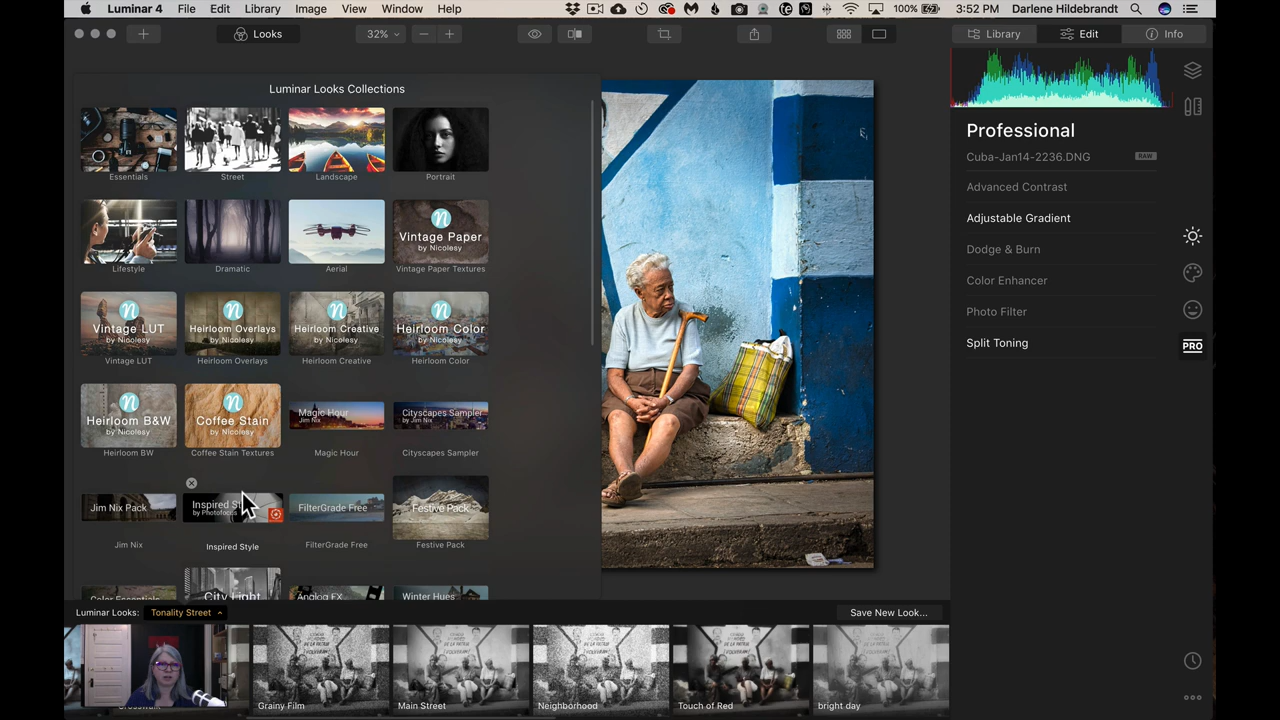 Luminar 4 File Edit Library Image View Window Help 100% 3:52 PM Darlene Hildebrandt
Looks 32% Library Edit Info
Luminar Looks Collections
Essentials Street Landscape Portrait
Vintage Paper
by Nicolesy
Lifestyle Dramatic Aerial Vintage Paper Textures
Vintage LUT Heirloom Overlays Heirloom Creative Heirloom Color
by Nicolesy by Nicolesy by Nicolesy by Nicolesy
Vintage LUT Heirloom Overlays Heirloom Creative Heirloom Color
Heirloom B&W Coffee Stain Magic Hour Cityscapes Sampler
by Nicolesy by Nicolesy Jim Nix by Jim Nix
Heirloom BW Coffee Stain Textures Magic Hour Cityscapes Sampler
Jim Nix Pack Inspired FilterGrade Free Festive Pack
by Photofocus
Jim Nix Inspired Style FilterGrade Free Festive Pack
Color Essentials City Light Analog FX Winter Hues
Professional
Cuba-Jan14-2236.DNG RAW
Advanced Contrast
Adjustable Gradient
Dodge & Burn
Color Enhancer
Photo Filter
Split Toning
PRO
Luminar Looks: Tonality Street Save New Look...
Grainy Film Main Street Neighborhood Touch of Red bright day